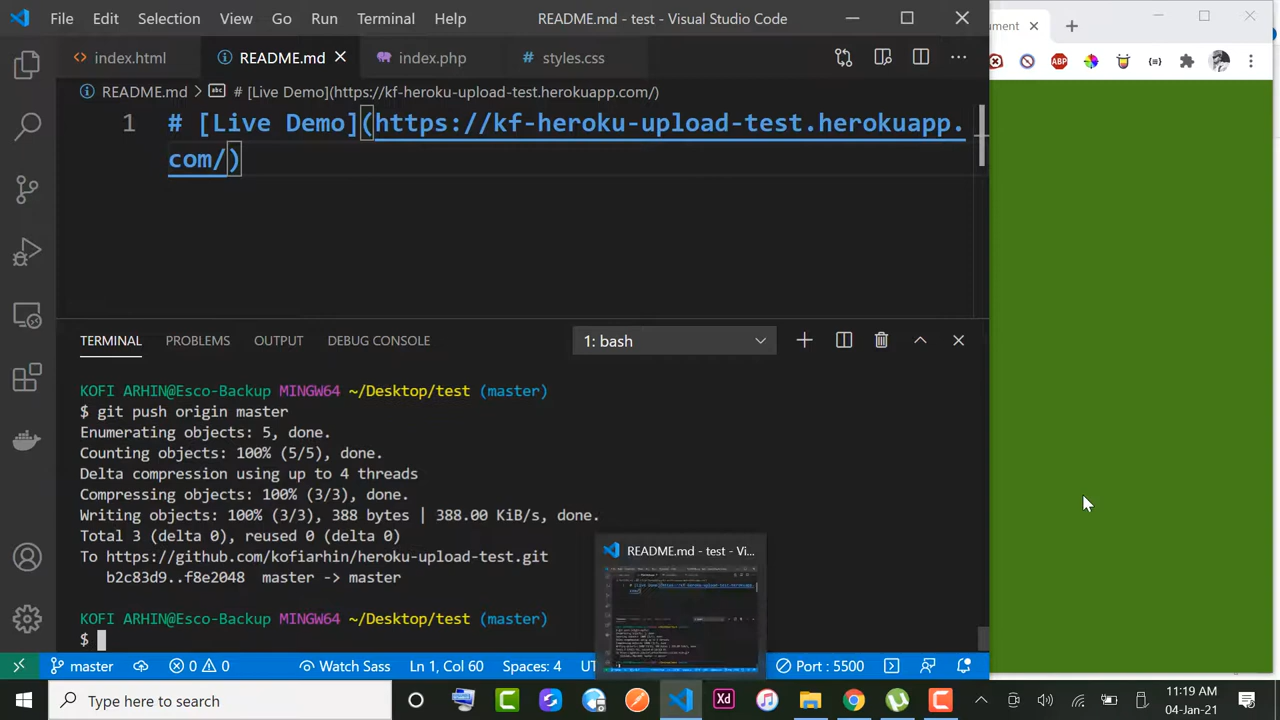 File Edit Selection View Go Run Terminal Help README.md - test - Visual Studio Code
ument
index.html README.md index.php styles.css
ABP
README.md # [Live Demo](https://kf-heroku-upload-test.herokuapp.com/)
1 # [Live Demo](https://kf-heroku-upload-test.herokuapp.
com/)
TERMINAL PROBLEMS OUTPUT DEBUG CONSOLE 1: bash
KOFI ARHIN@Esco-Backup MINGW64 ~/Desktop/test (master)
$ git push origin master
Enumerating objects: 5, done.
Counting objects: 100% (5/5), done.
Delta compression using up to 4 threads
Compressing objects: 100% (3/3), done.
Writing objects: 100% (3/3), 388 bytes | 388.00 KiB/s, done.
Total 3 (delta 0), reused 0 (delta 0)
To https://github.com/kofiarhin/heroku-upload-test.git
master -> master
README.md - test - Vi...
KOFI ARHIN@Esco-Backup MINGW64 ~/Desktop/test (master)
$
master 0 0 Watch Sass Ln 1, Col 60 Spaces: 4 UT Port : 5500
Type here to search
Xd
11:19 AM
04-Jan-21